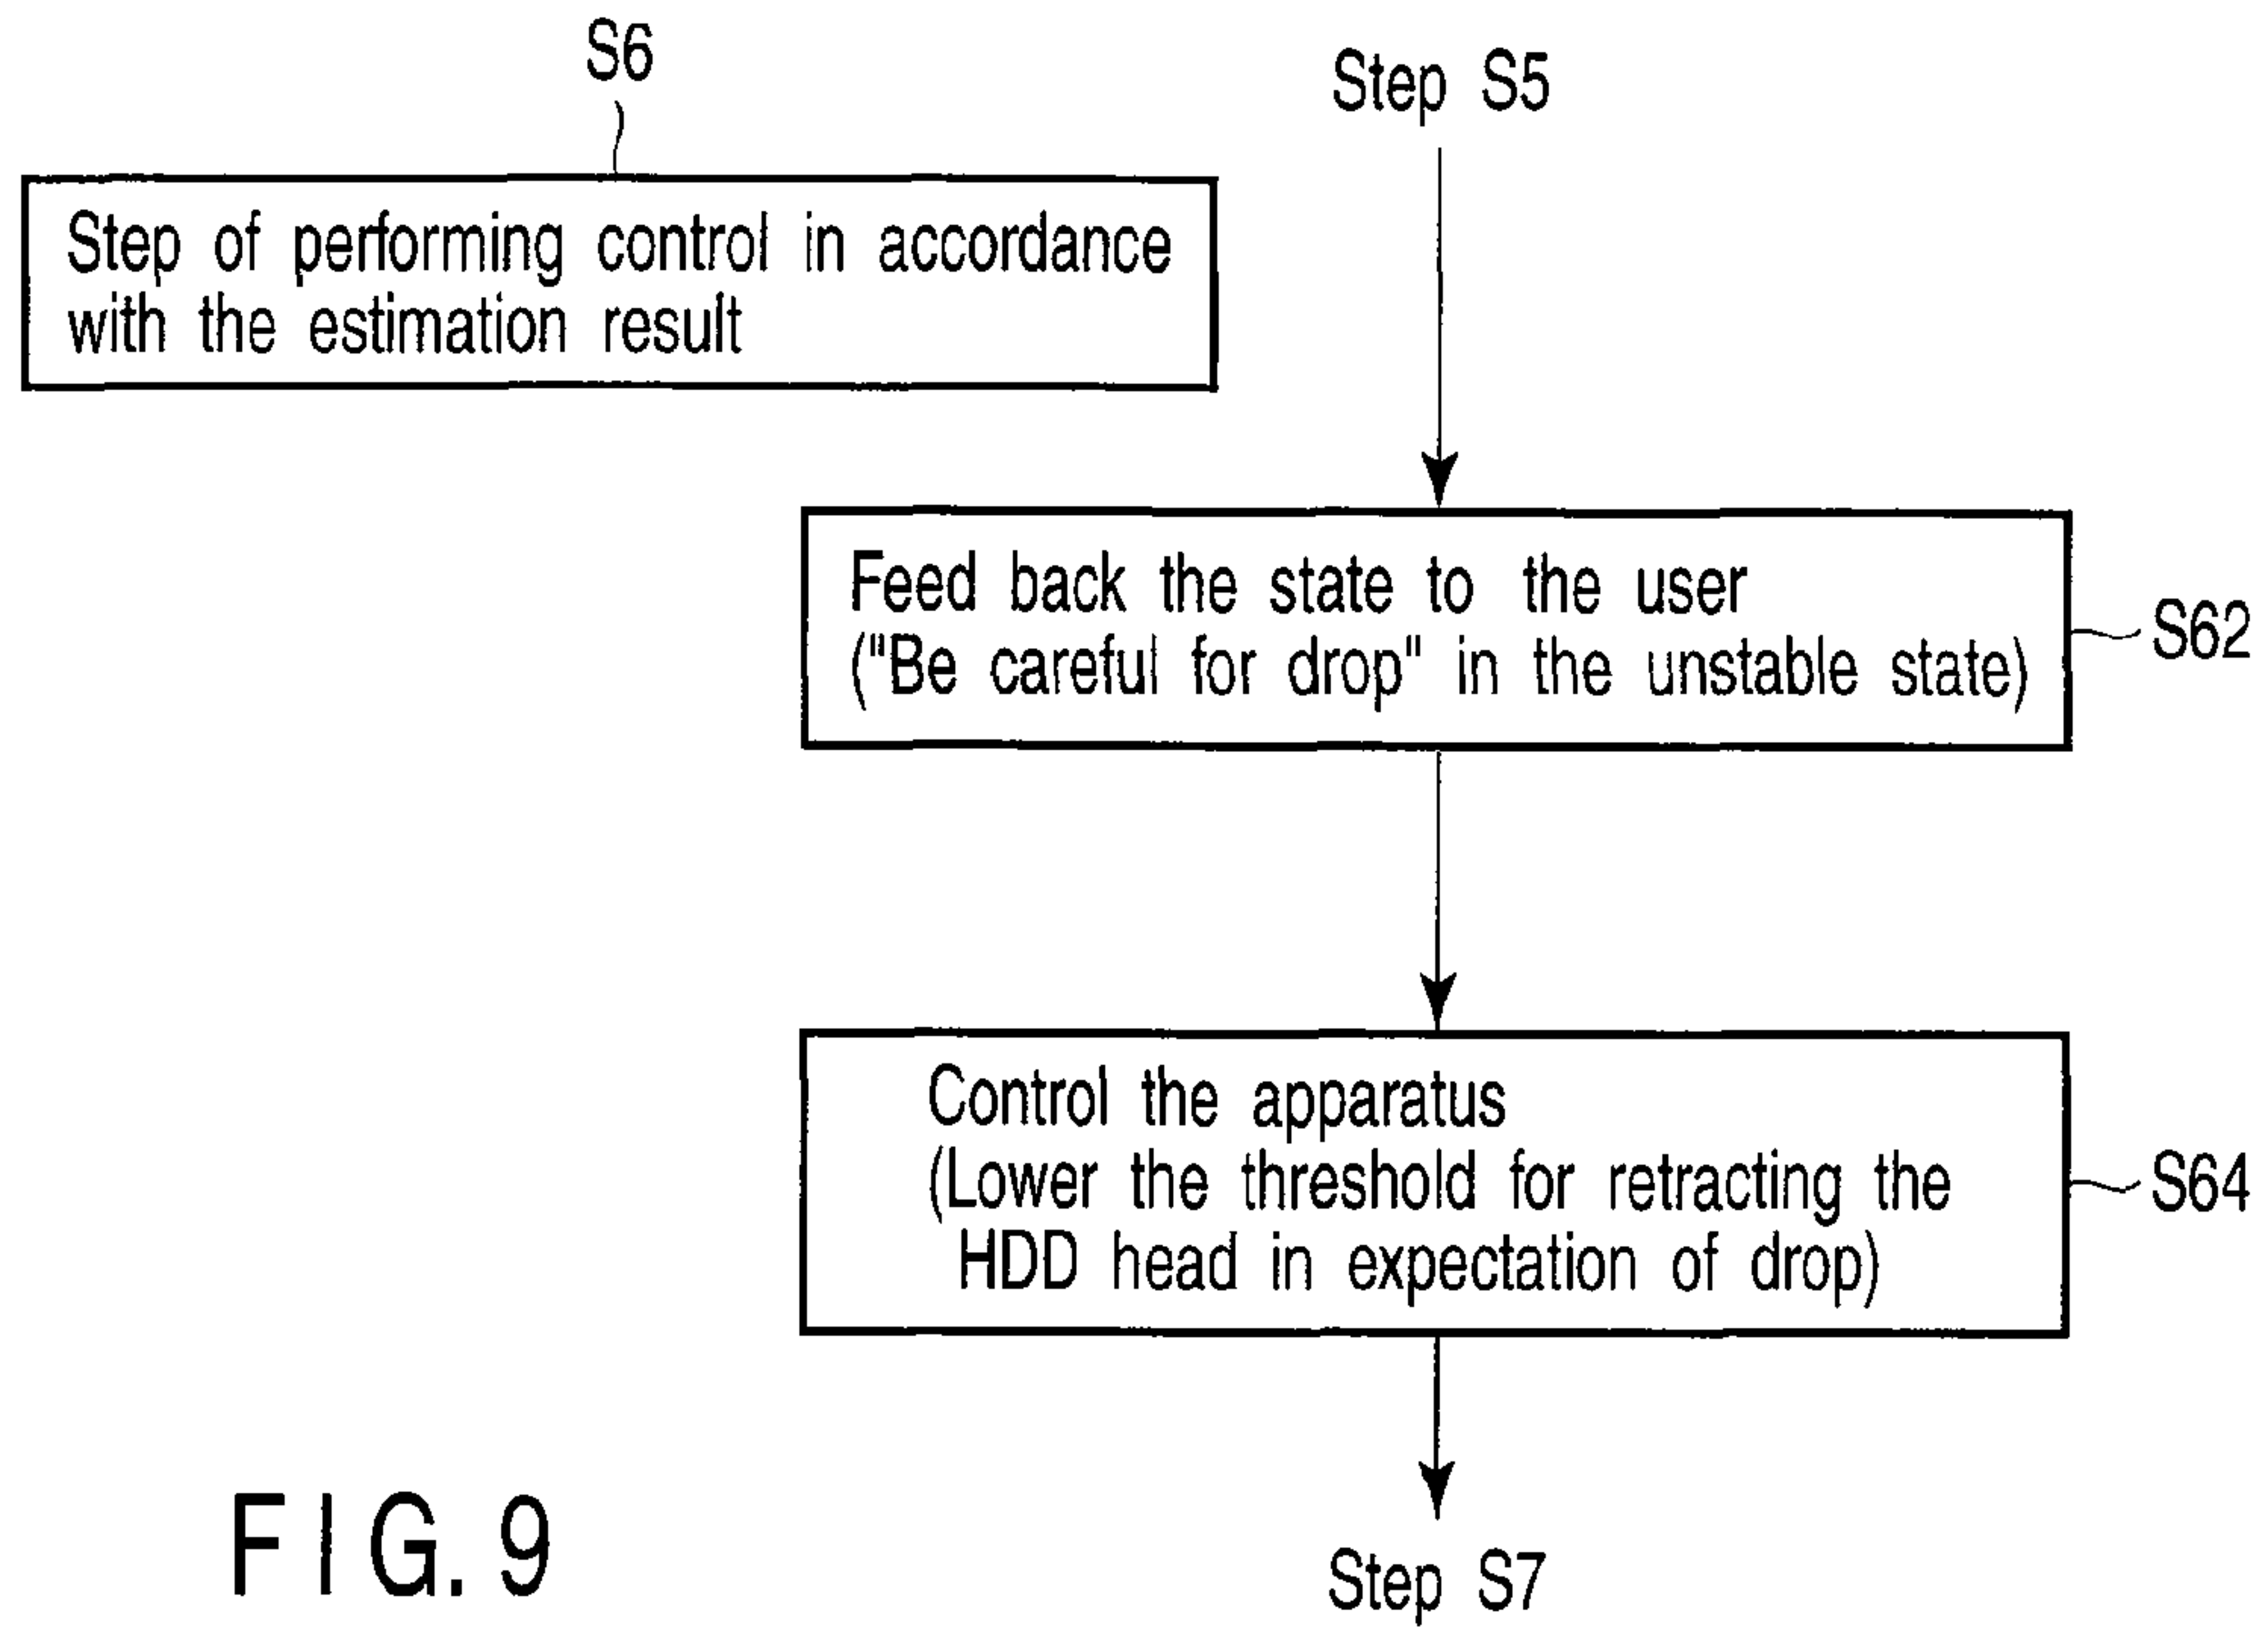 S6
Step of performing control in accordance
with the estimation result
Step S5
Feed back the state to the user
("Be careful for drop" in the unstable state)
S62
Control the apparatus
(Lower the threshold for retracting the
HDD head in expectation of drop)
S64
Step S7
FIG. 9